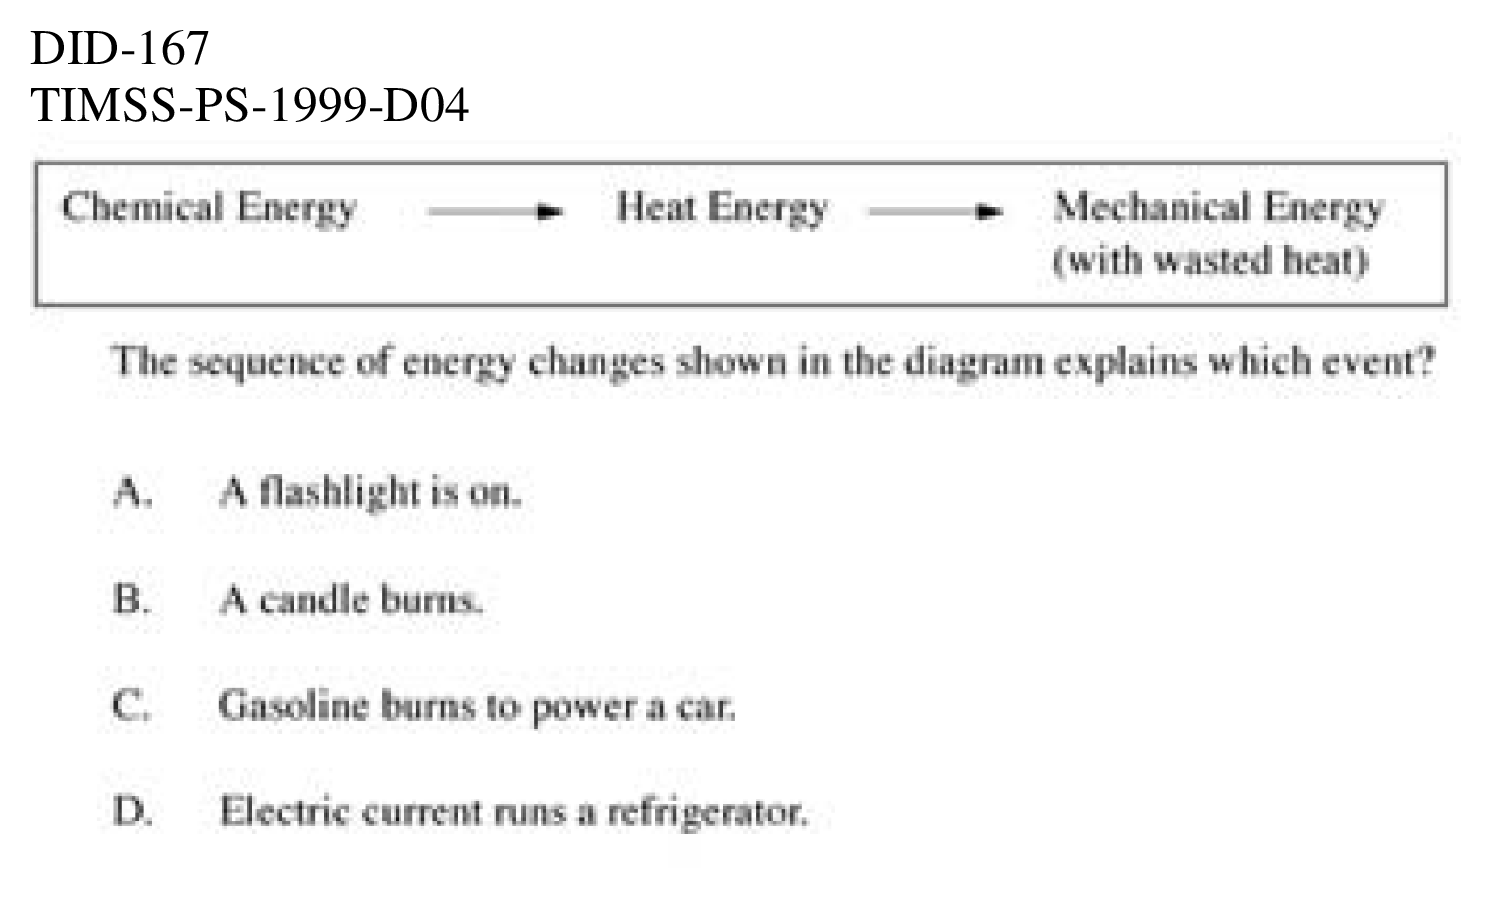 DID-167
TIMSS-PS-1999-D04
Chemical Energy Heat Energy Mechanical Energy
(with wasted heat)
The sequence of energy changes shown in the diagram explains which event?
A. A flashlight is on.
B. A candle burns.
C. Gasoline burns to power a car.
D. Electric current runs a refrigerator.